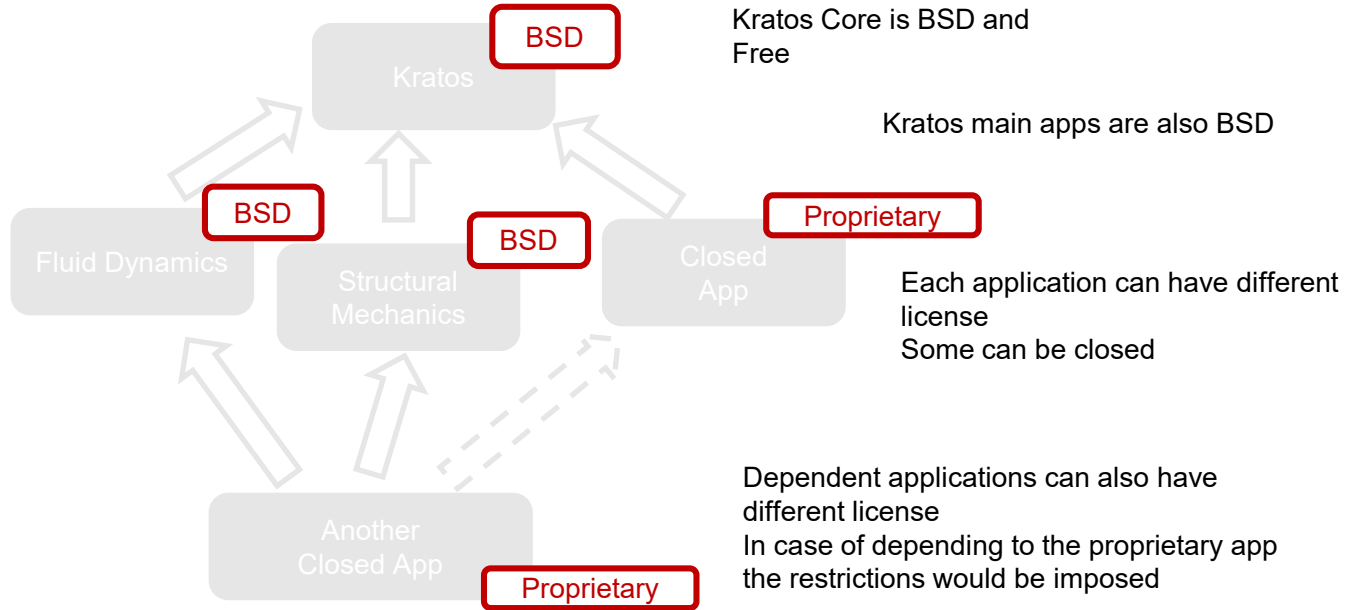 BSD
Kratos
Kratos Core is BSD and
Free
Kratos main apps are also BSD
BSD
Fluid Dynamics
BSD
Structural
Mechanics
Proprietary
Closed
App
Each application can have different
license
Some can be closed
Another
Closed App
Proprietary
Dependent applications can also have
different license
In case of depending to the proprietary app
the restrictions would be imposed